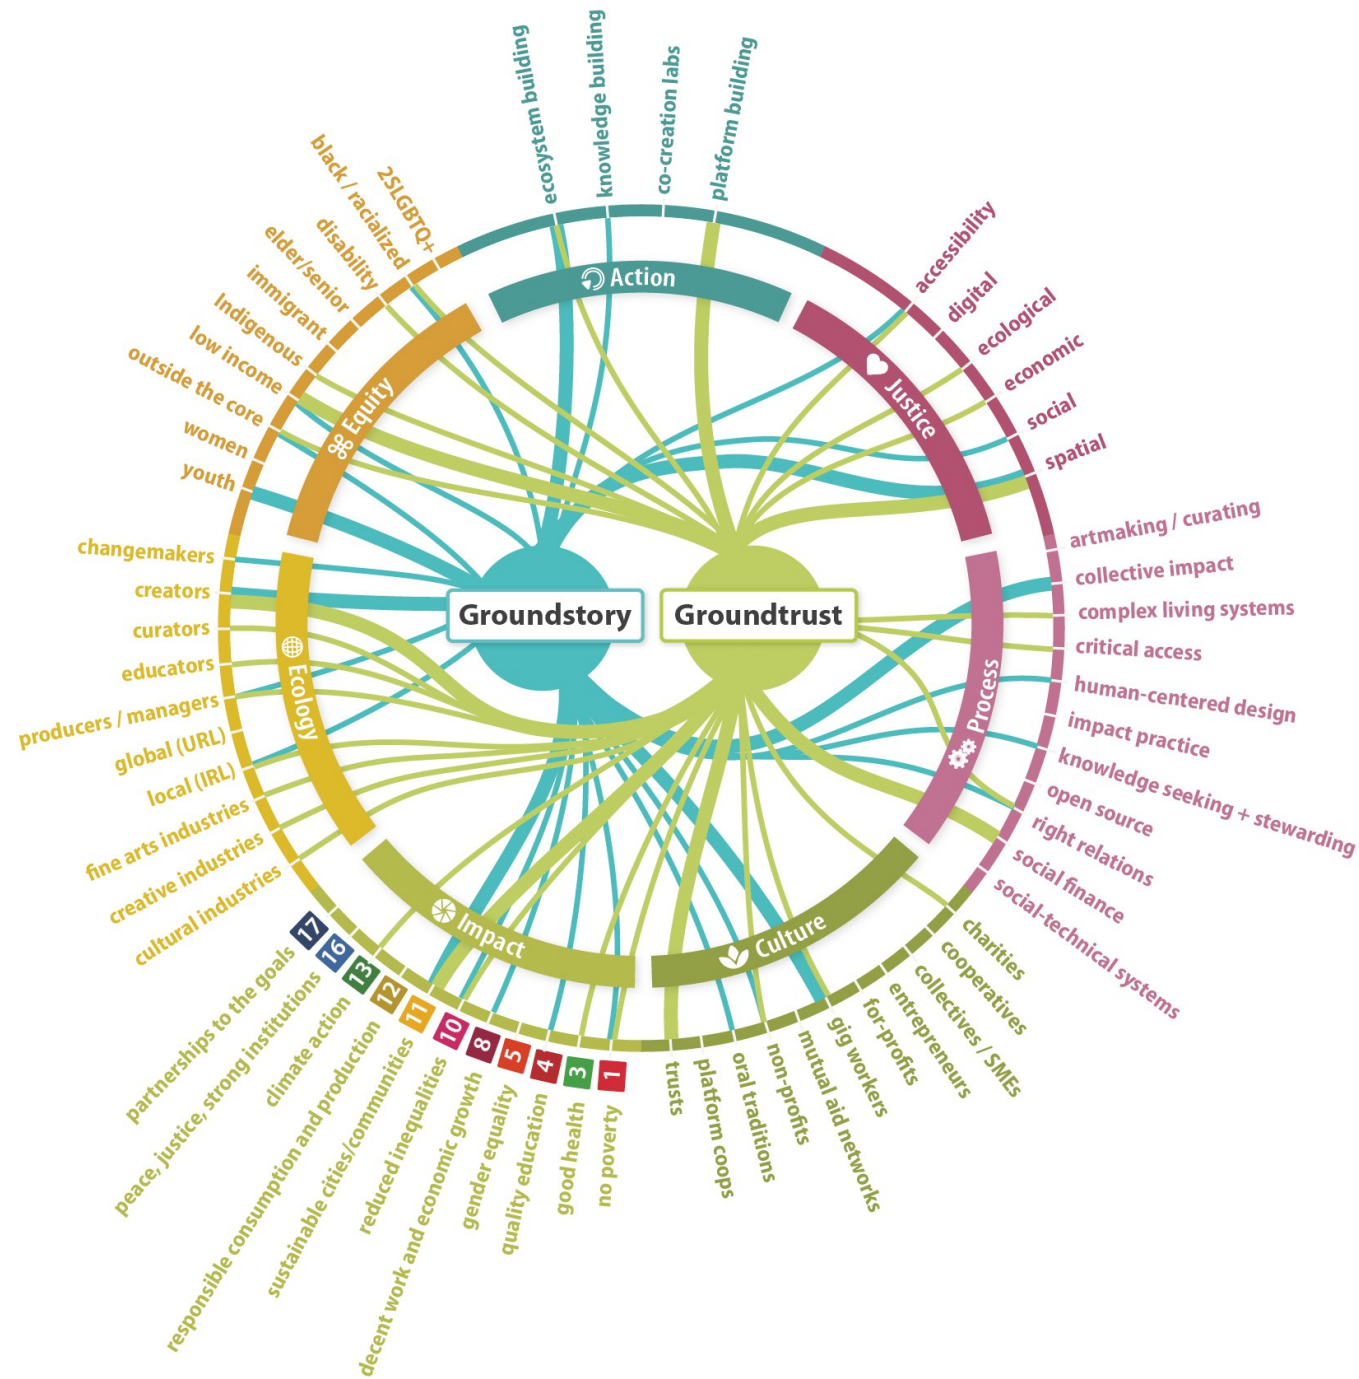 ecosystem building
knowledge building
co-creation labs
platform building
accessibility
digital
ecological
economic
social
spatial
artmaking / curating
collective impact
complex living systems
critical access
human-centered design
impact practice
knowledge seeking + stewarding
open source
right relations
social finance
social-technical systems
charities
cooperatives
collectives / SMEs
entrepreneurs
for-profits
gig workers
mutual aid networks
non-profits
oral traditions
platform coops
trusts
1
no poverty
3
good health
4
quality education
5
gender equality
8
decent work and economic growth
10
reduced inequalities
11
sustainable cities/communities
12
responsible consumption and production
13
climate action
16
peace, justice, strong institutions
17
partnerships to the goals
cultural industries
creative industries
fine arts industries
local (IRL)
global (URL)
producers / managers
educators
curators
creators
changemakers
youth
women
outside the core
low income
Indigenous
immigrant
elder/senior
disability
black / racialized
2SLGBTQ+
Action
Justice
Process
Culture
Impact
Ecology
Equity
Groundstory
Groundtrust